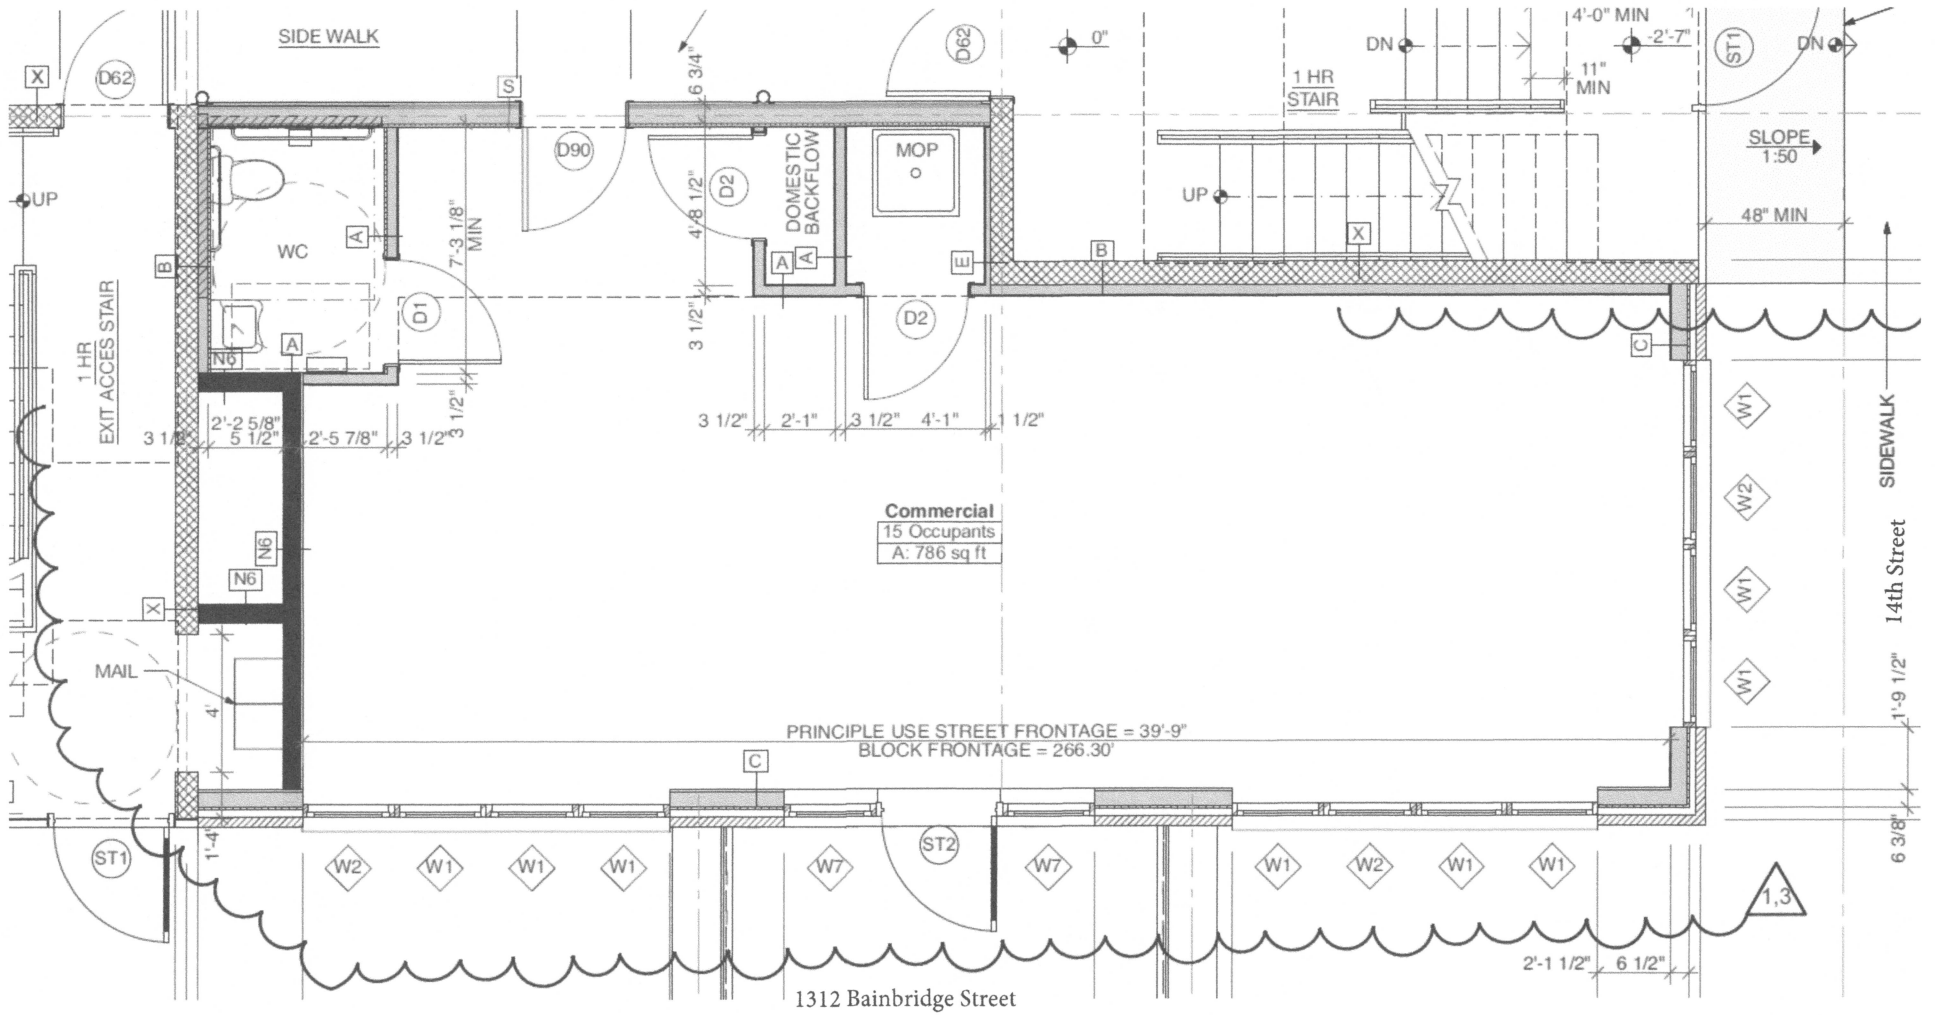 SIDE WALK
4'-0" MIN
X
D62
S
6 3/4"
D62
0"
DN
-2'-7"
ST1
DN
1 HR
STAIR
11"
MIN
D90
D2
DOMESTIC
BACKFLOW
MOP
SLOPE
1:50
UP
4'-8 1/2"
UP
48" MIN
WC
A
7'-3 1/8"
MIN
B
A
A
E
B
X
D1
3 1/2"
D2
C
1 HR
EXIT ACCES STAIR
N6
A
3 1/2"
2'-2 5/8"
5 1/2"
2'-5 7/8"
3 1/2"
3 1/2"
3 1/2"
2'-1"
3 1/2"
4'-1"
1 1/2"
W1
SIDEWALK
W2
Commercial
15 Occupants
A: 786 sq ft
N6
N6
X
W1
14th Street
MAIL
4'
W1
1'-9 1/2"
PRINCIPLE USE STREET FRONTAGE = 39'-9"
BLOCK FRONTAGE = 266.30'
C
1'-4"
ST1
W2
W1
W1
W1
W7
ST2
W7
W1
W2
W1
W1
6 3/8"
1,3
2'-1 1/2"
6 1/2"
1312 Bainbridge Street